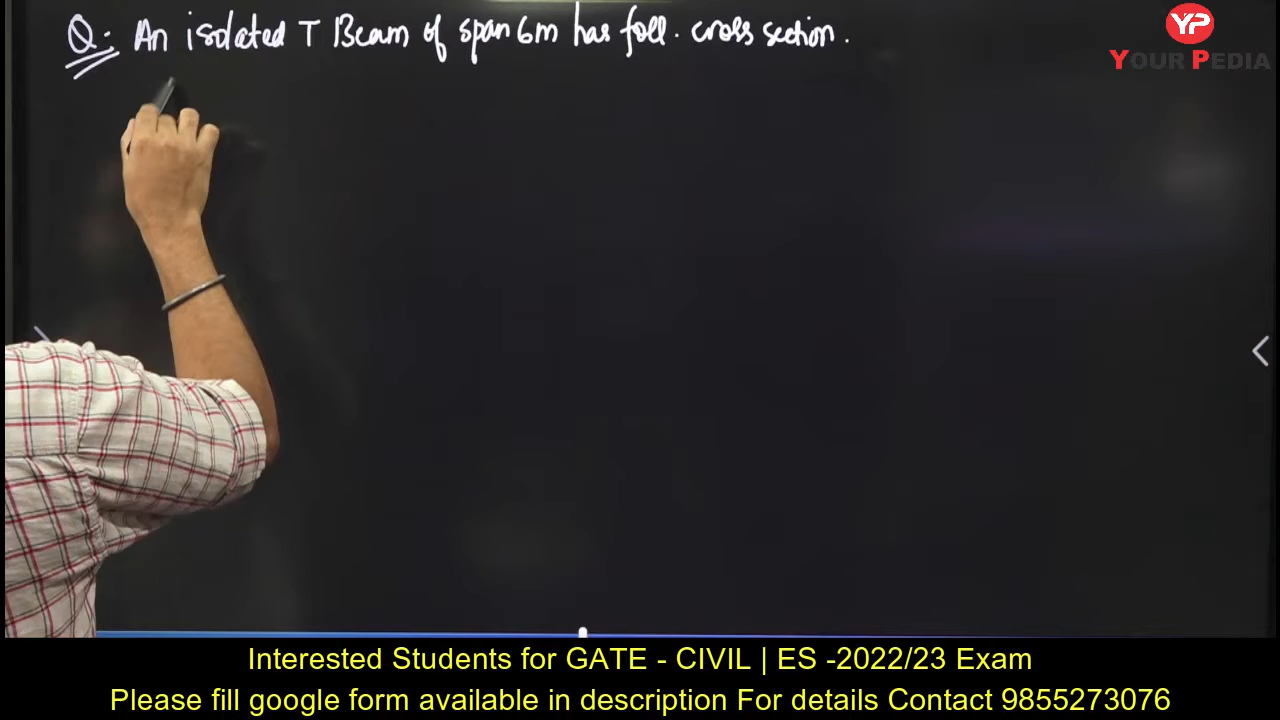 Q:- An isolated T Beam of span 6m has foll. cross section.
YP
YOUR PEDIA
Interested Students for GATE - CIVIL | ES -2022/23 Exam
Please fill google form available in description For details Contact 9855273076